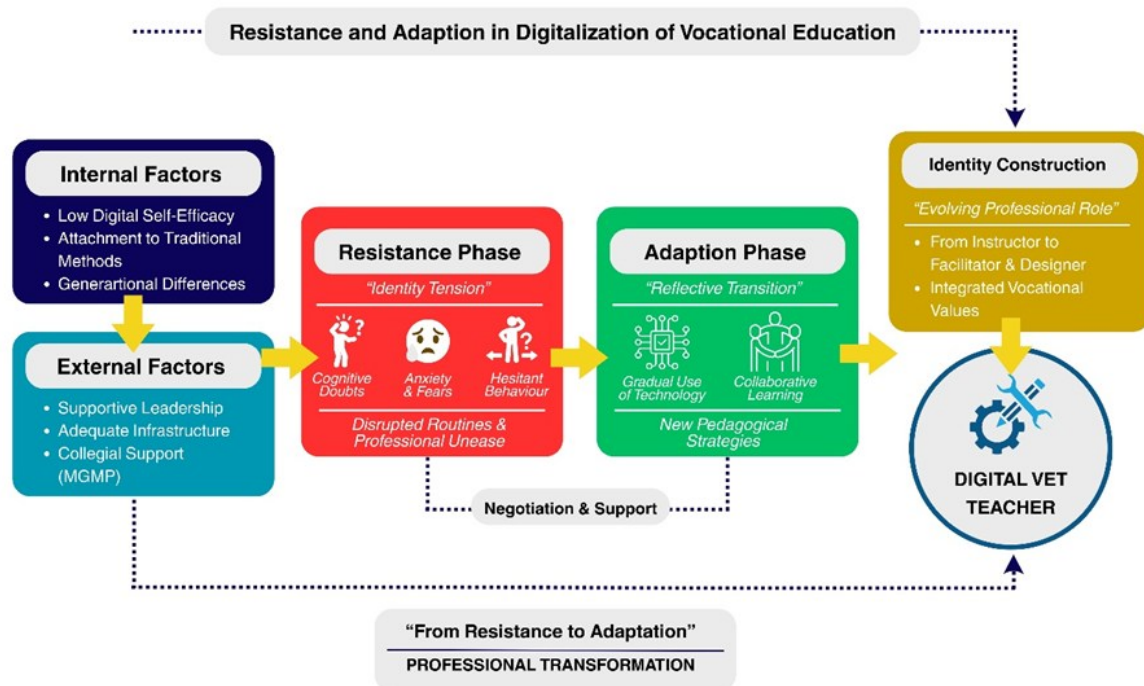 Resistance and Adaption in Digitalization of Vocational Education
Internal Factors
• Low Digital Self-Efficacy
• Attachment to Traditional
Methods
• Generartional Differences
External Factors
• Supportive Leadership
• Adequate Infrastructure
• Collegial Support
(MGMP)
Resistance Phase
“Identity Tension”
Cognitive
Doubts
Anxiety
& Fears
Hesitant
Behaviour
Disrupted Routines &
Professional Unease
Adaption Phase
“Reflective Transition”
Gradual Use
of Technology
Collaborative
Learning
New Pedagogical
Strategies
Negotiation & Support
Identity Construction
“Evolving Professional Role”
• From Instructor to
Facilitator & Designer
• Integrated Vocational
Values
DIGITAL VET
TEACHER
“From Resistance to Adaptation”
PROFESSIONAL TRANSFORMATION